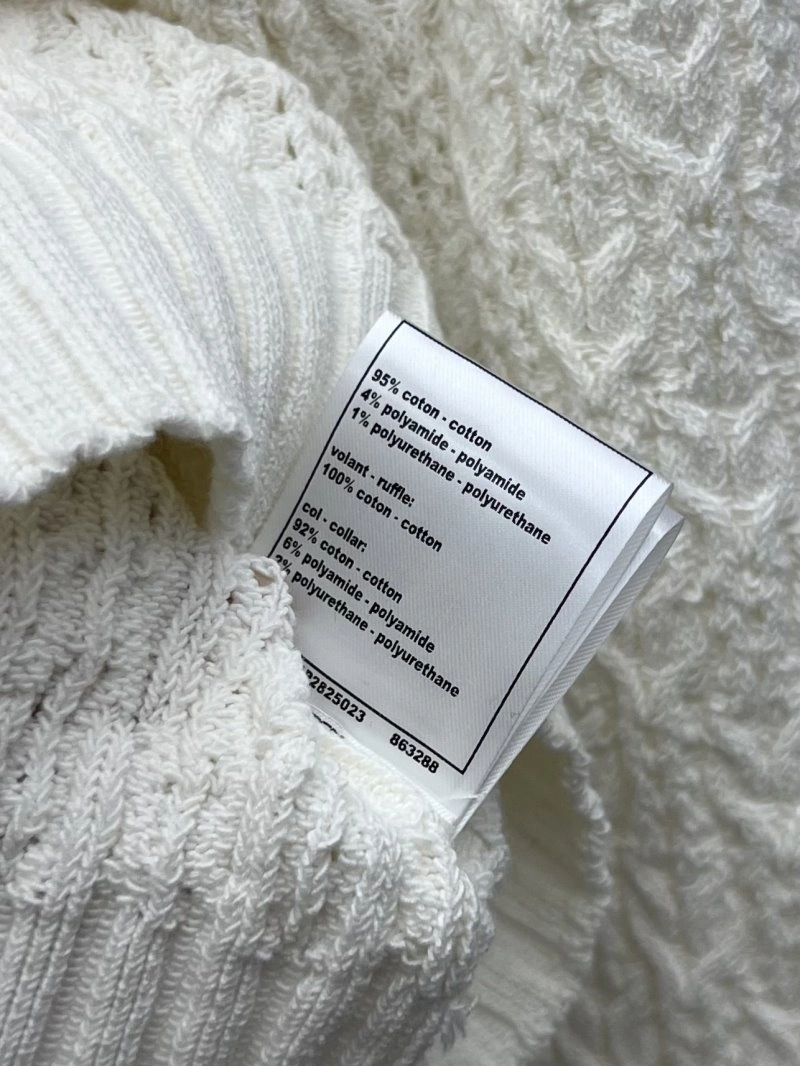 95% coton - cotton
4% polyamide - polyamide
1% polyurethane - polyurethane
volant - ruffle:
100% coton - cotton
col - collar:
92% coton - cotton
6% polyamide - polyamide
2% polyurethane - polyurethane
2825023 863288